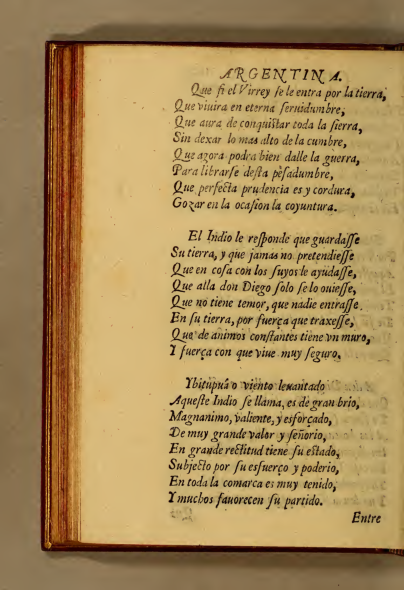 ARGENTINA.
Que ſi el Virrey ſe le entra por la tierra,
Que viuira en eterna ſeruidumbre,
Que aura de conquiſtar toda la ſierra,
Sin dexar lo mas alto de la cumbre,
Que agora podra bien dalle la guerra,
Para librarſe deſta peſadumbre,
Que perfecta prudencia es y cordura,
Gozar en la ocaſion la coyuntura.
El Indio le reſponde que guardaſſe
Su tierra, y que jamas no pretendieſſe
Que en coſa con los ſuyos le ayudaſſe,
Que alla don Diego ſolo ſe lo ouieſſe,
Que no tiene temor, que nadie entraſſe
En ſu tierra, por fuerça que traxeſſe,
Que de animos conſtantes tiene vn muro,
Y fuerça con que viue muy ſeguro.
Ybitupuà o viento leuantado
Aqueſte Indio ſe llama, es de gran brio,
Magnanimo, valiente, y esforçado,
De muy grande valor y ſeñorio,
En grande rectitud tiene ſu eſtado,
Subjecto por ſu esfuerço y poderio,
En toda la comarca es muy tenido,
Y muchos fauorecen ſu partido.
Entre